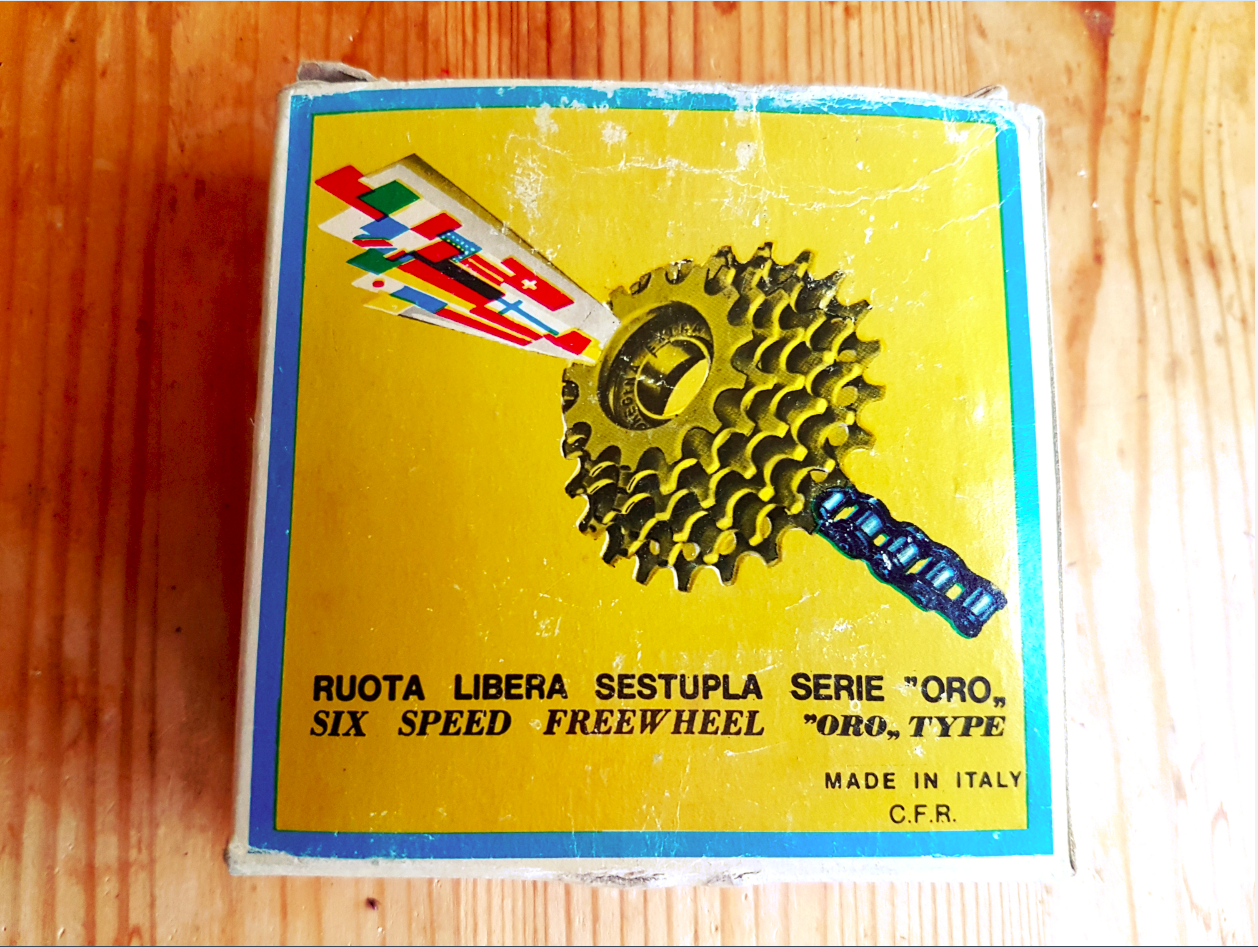 RUOTA LIBERA SESTUPLA SERIE "ORO„
SIX SPEED FREEWHEEL "ORO„ TYPE
MADE IN ITALY
C.F.R.